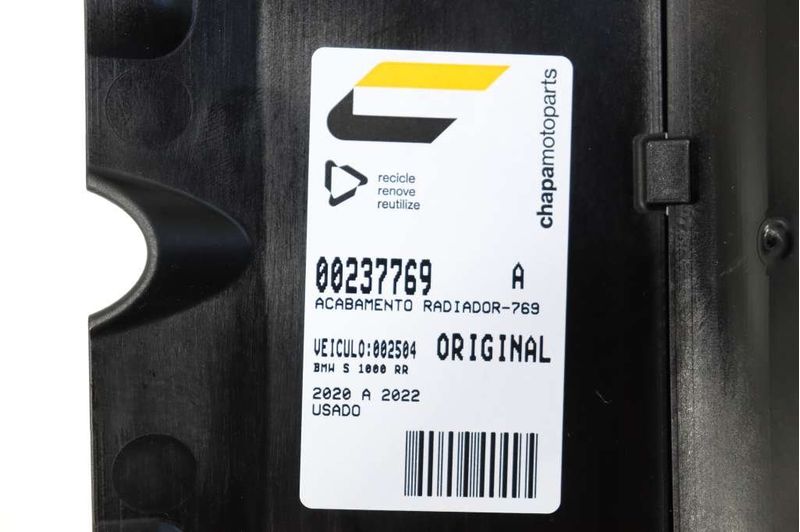 chapamotoparts
recicle
renove
reutilize
00237769 A
ACABAMENTO RADIADOR-769
VEICULO:002504 ORIGINAL
BMW S 1000 RR
2020 A 2022
USADO